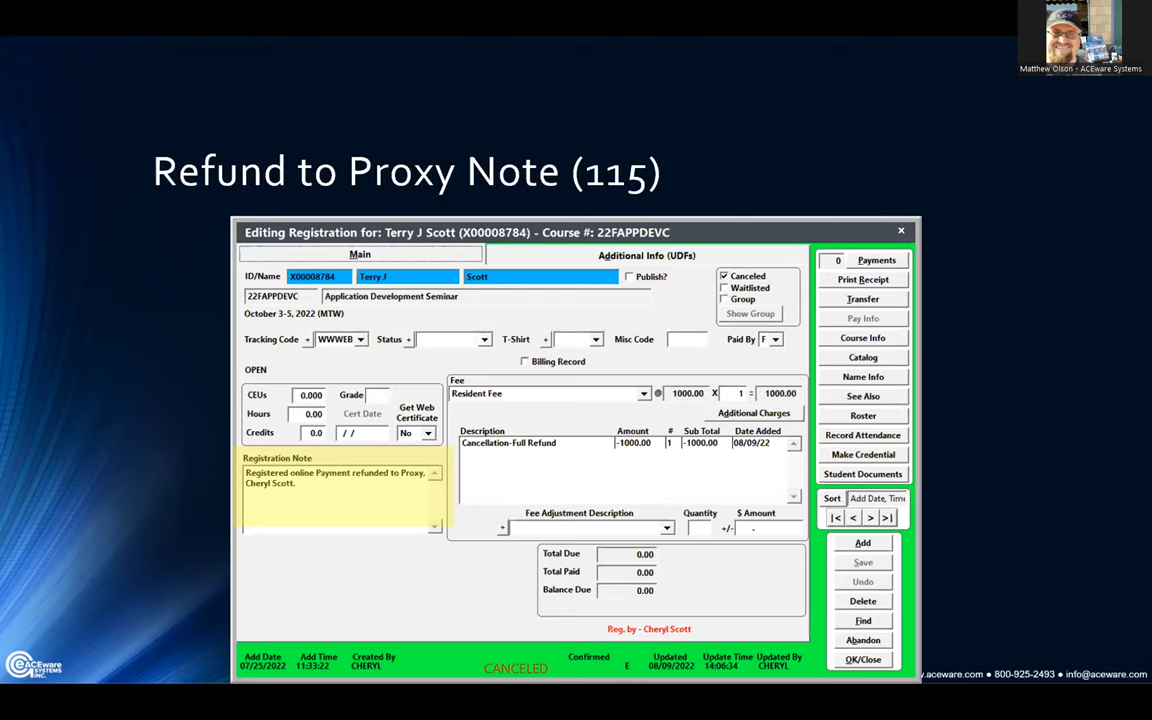 Matthew Olson - ACEware Systems
Refund to Proxy Note (115)
Editing Registration for: Terry J Scott (X00008784) - Course #: 22FAPPDEVC
Main
Additional Info (UDFs)
ID/Name X00008784 Terry J Scott Publish?
22FAPPDEVC Application Development Seminar
October 3-5, 2022 (MTW)
Canceled
Waitlisted
Group
Show Group
Tracking Code + WWWEB Status + T-Shirt + Misc Code Paid By F
Billing Record
OPEN
CEUs 0.000 Grade
Hours 0.00 Cert Date
Credits 0.0 / /
Get Web
Certificate
No
Fee
Resident Fee @ 1000.00 X 1 = 1000.00
Additional Charges
Description Amount # Sub Total Date Added
Cancellation-Full Refund -1000.00 1 -1000.00 08/09/22
Registration Note
Registered online Payment refunded to Proxy.
Cheryl Scott.
Fee Adjustment Description Quantity $ Amount
+ +/- .
Total Due 0.00
Total Paid 0.00
Balance Due 0.00
Reg. by - Cheryl Scott
0 Payments
Print Receipt
Transfer
Pay Info
Course Info
Catalog
Name Info
See Also
Roster
Record Attendance
Make Credential
Student Documents
Sort Add Date, Time
|< < > >|
Add
Save
Undo
Delete
Find
Abandon
OK/Close
Add Date Add Time Created By Confirmed Updated Update Time Updated By
07/25/2022 11:33:22 CHERYL CANCELED E 08/09/2022 14:06:34 CHERYL
ACEware
SYSTEMS
INC.
.aceware.com ● 800-925-2493 ● info@aceware.com